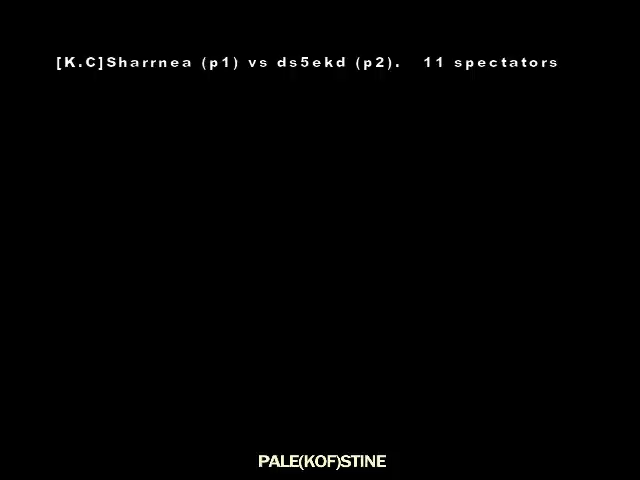 [K.C]Sharrnea (p1) vs ds5ekd (p2).  11 spectators
PALE(KOF)STINE